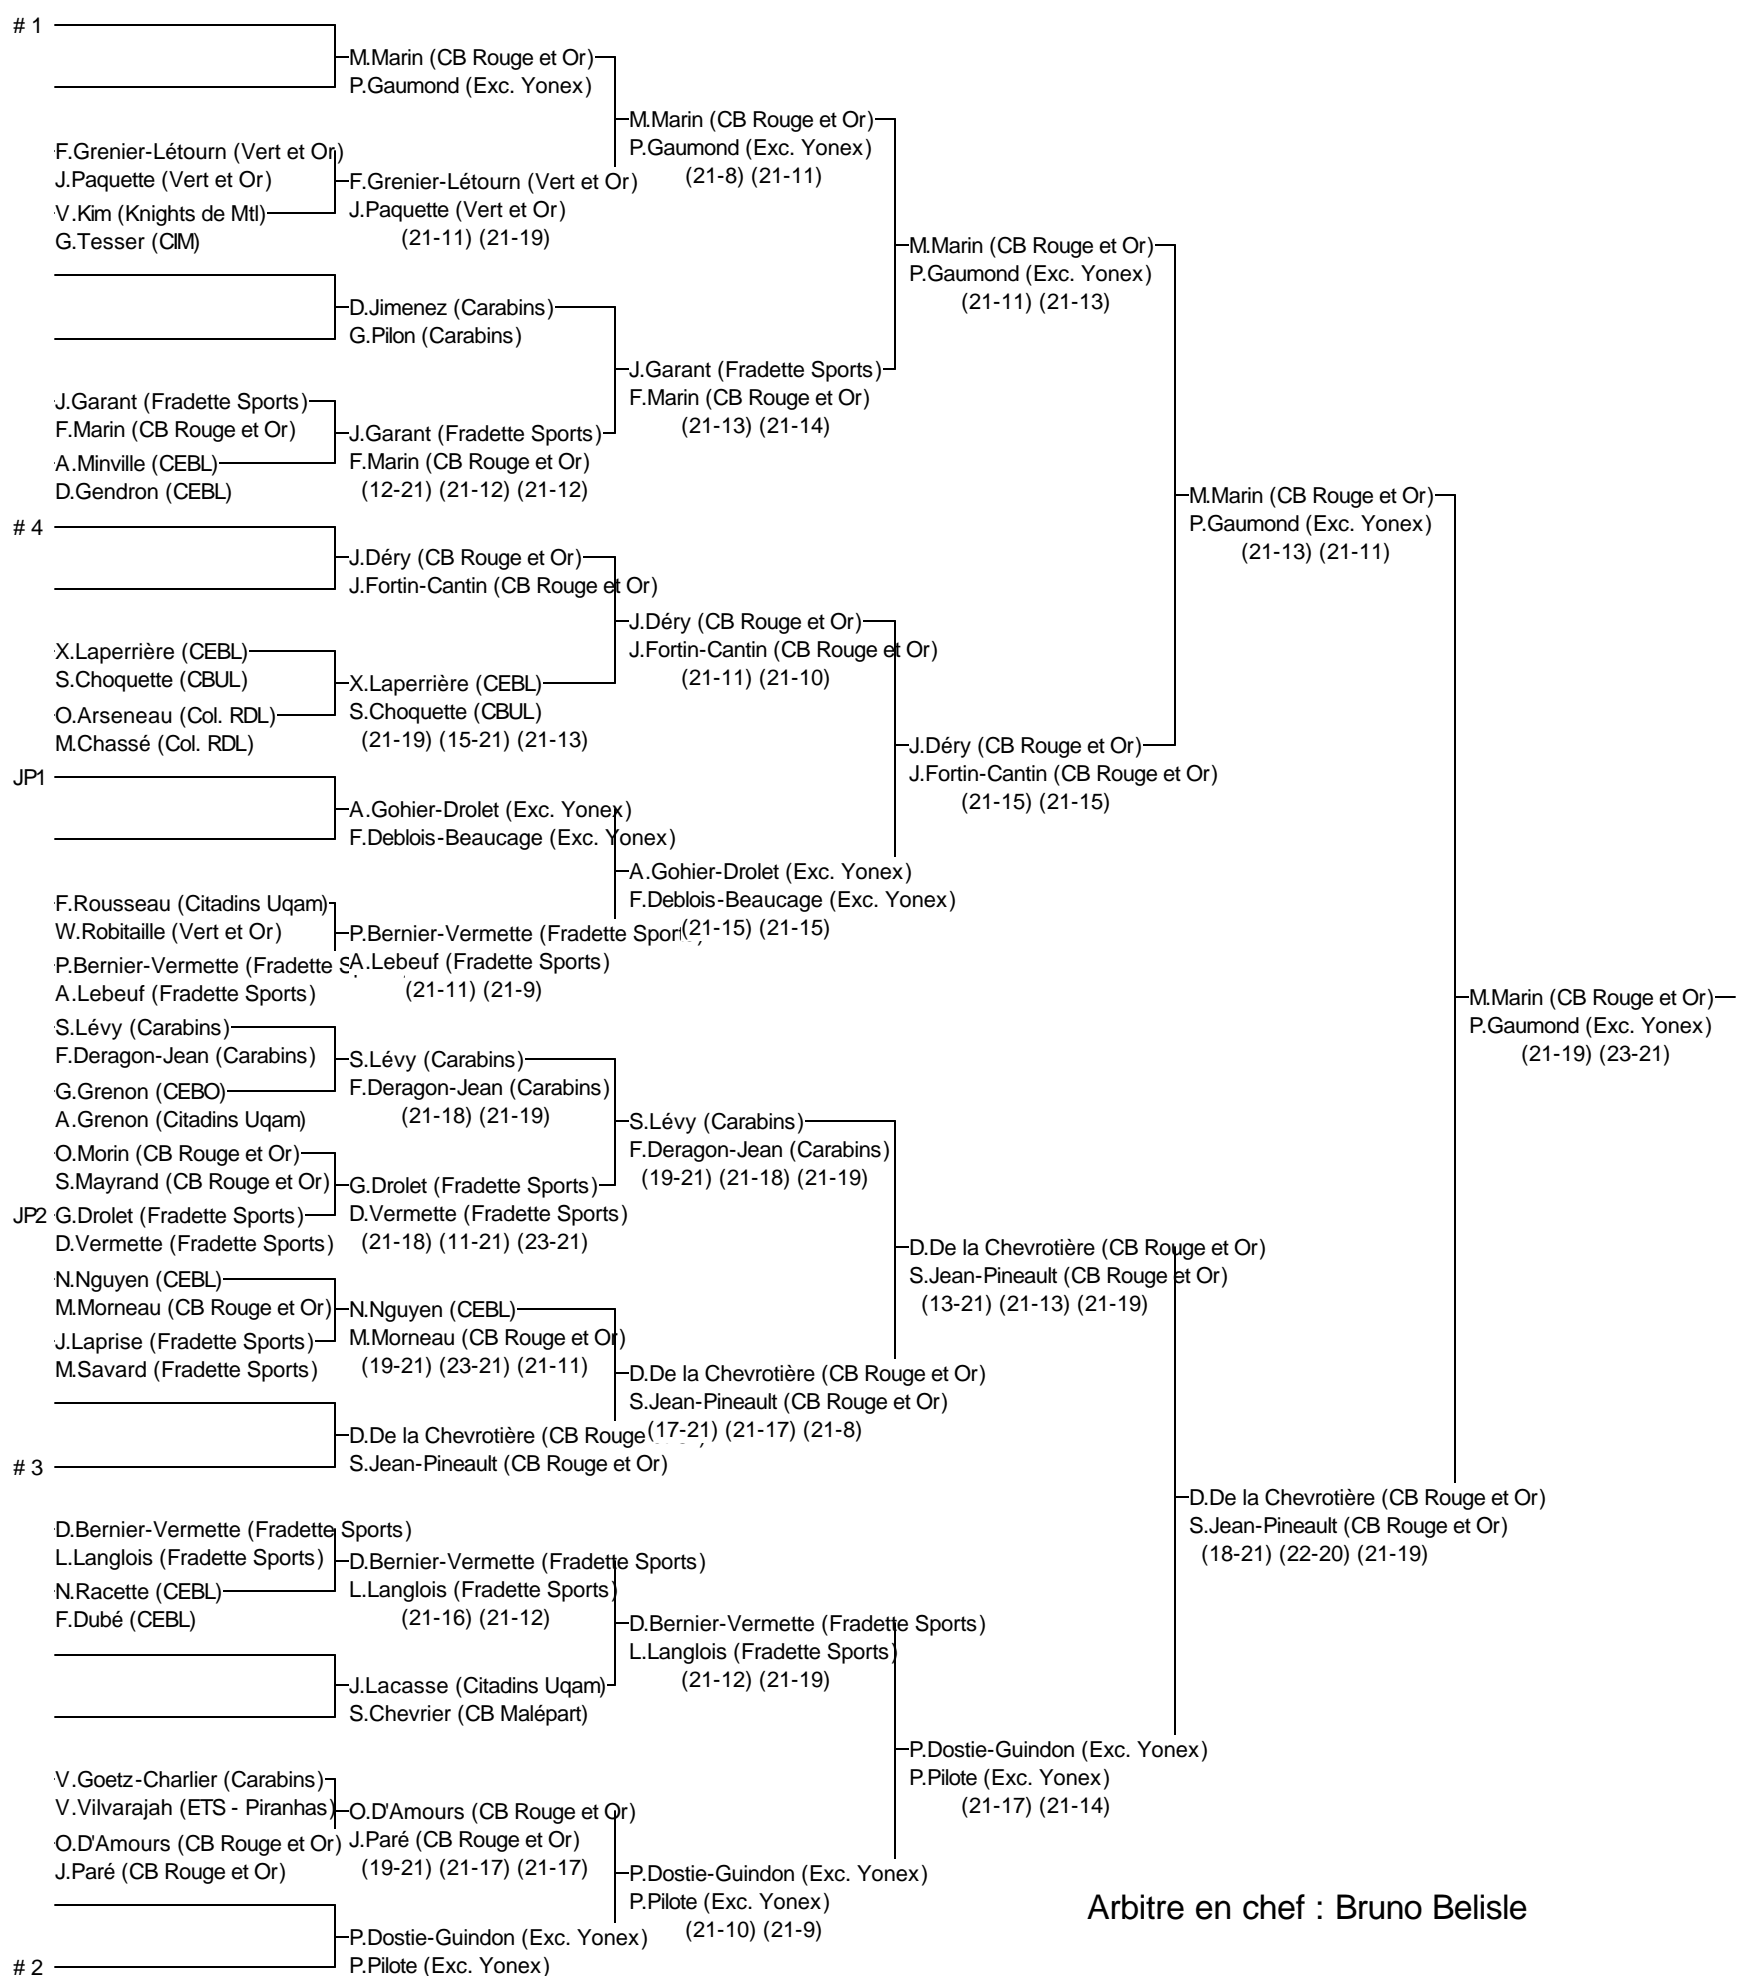 # 1
M.Marin (CB Rouge et Or)
P.Gaumond (Exc. Yonex)
M.Marin (CB Rouge et Or)
P.Gaumond (Exc. Yonex)
(21-8) (21-11)
F.Grenier-Létourn (Vert et Or)
J.Paquette (Vert et Or)
V.Kim (Knights de Mtl)
G.Tesser (CIM)
F.Grenier-Létourn (Vert et Or)
J.Paquette (Vert et Or)
(21-11) (21-19)
M.Marin (CB Rouge et Or)
P.Gaumond (Exc. Yonex)
(21-11) (21-13)
D.Jimenez (Carabins)
G.Pilon (Carabins)
J.Garant (Fradette Sports)
F.Marin (CB Rouge et Or)
(21-13) (21-14)
J.Garant (Fradette Sports)
F.Marin (CB Rouge et Or)
A.Minville (CEBL)
D.Gendron (CEBL)
J.Garant (Fradette Sports)
F.Marin (CB Rouge et Or)
(12-21) (21-12) (21-12)
M.Marin (CB Rouge et Or)
P.Gaumond (Exc. Yonex)
(21-13) (21-11)
# 4
J.Déry (CB Rouge et Or)
J.Fortin-Cantin (CB Rouge et Or)
J.Déry (CB Rouge et Or)
J.Fortin-Cantin (CB Rouge et Or)
(21-11) (21-10)
X.Laperrière (CEBL)
S.Choquette (CBUL)
O.Arseneau (Col. RDL)
M.Chassé (Col. RDL)
X.Laperrière (CEBL)
S.Choquette (CBUL)
(21-19) (15-21) (21-13)
J.Déry (CB Rouge et Or)
J.Fortin-Cantin (CB Rouge et Or)
(21-15) (21-15)
JP1
A.Gohier-Drolet (Exc. Yonex)
F.Deblois-Beaucage (Exc. Yonex)
A.Gohier-Drolet (Exc. Yonex)
F.Deblois-Beaucage (Exc. Yonex)
(21-15) (21-15)
F.Rousseau (Citadins Uqam)
W.Robitaille (Vert et Or)
P.Bernier-Vermette (Fradette
A.Lebeuf (Fradette Sports)
P.Bernier-Vermette (Fradette Sport
A.Lebeuf (Fradette Sports)
(21-11) (21-9)
M.Marin (CB Rouge et Or)
P.Gaumond (Exc. Yonex)
(21-19) (23-21)
S.Lévy (Carabins)
F.Deragon-Jean (Carabins)
G.Grenon (CEBO)
A.Grenon (Citadins Uqam)
S.Lévy (Carabins)
F.Deragon-Jean (Carabins)
(21-18) (21-19)
S.Lévy (Carabins)
F.Deragon-Jean (Carabins)
(19-21) (21-18) (21-19)
O.Morin (CB Rouge et Or)
S.Mayrand (CB Rouge et Or)
JP2 G.Drolet (Fradette Sports)
D.Vermette (Fradette Sports)
G.Drolet (Fradette Sports)
D.Vermette (Fradette Sports)
(21-18) (11-21) (23-21)
D.De la Chevrotière (CB Rouge et Or)
S.Jean-Pineault (CB Rouge et Or)
(13-21) (21-13) (21-19)
N.Nguyen (CEBL)
M.Morneau (CB Rouge et Or)
J.Laprise (Fradette Sports)
M.Savard (Fradette Sports)
N.Nguyen (CEBL)
M.Morneau (CB Rouge et Or)
(19-21) (23-21) (21-11)
D.De la Chevrotière (CB Rouge et Or)
S.Jean-Pineault (CB Rouge et Or)
(17-21) (21-17) (21-8)
D.De la Chevrotière (CB Rouge
S.Jean-Pineault (CB Rouge et Or)
# 3
D.De la Chevrotière (CB Rouge et Or)
S.Jean-Pineault (CB Rouge et Or)
(18-21) (22-20) (21-19)
D.Bernier-Vermette (Fradette Sports)
L.Langlois (Fradette Sports)
N.Racette (CEBL)
F.Dubé (CEBL)
D.Bernier-Vermette (Fradette Sports)
L.Langlois (Fradette Sports)
(21-16) (21-12)
D.Bernier-Vermette (Fradette Sports)
L.Langlois (Fradette Sports)
(21-12) (21-19)
J.Lacasse (Citadins Uqam)
S.Chevrier (CB Malépart)
P.Dostie-Guindon (Exc. Yonex)
P.Pilote (Exc. Yonex)
(21-17) (21-14)
V.Goetz-Charlier (Carabins)
V.Vilvarajah (ETS - Piranhas)
O.D'Amours (CB Rouge et Or)
J.Paré (CB Rouge et Or)
O.D'Amours (CB Rouge et Or)
J.Paré (CB Rouge et Or)
(19-21) (21-17) (21-17)
P.Dostie-Guindon (Exc. Yonex)
P.Pilote (Exc. Yonex)
(21-10) (21-9)
P.Dostie-Guindon (Exc. Yonex)
P.Pilote (Exc. Yonex)
# 2
Arbitre en chef : Bruno Belisle